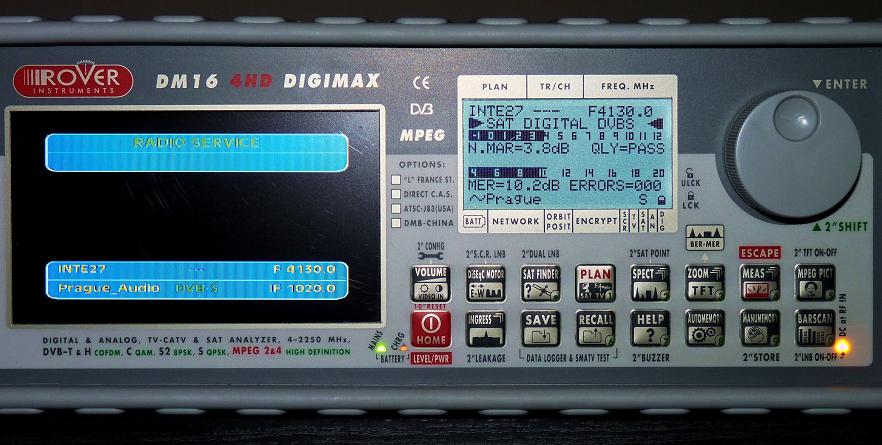 ROVER
INSTRUMENTS
DM16 4HD DIGIMAX
RADIO SERVICE
INTE27 --- F 4130.0
Prague_Audio DVB-S IP 1020.0
DIGITAL & ANALOG, TV-CATV & SAT ANALYZER, 4-2250 MHz,
DVB-T & H COFDM, C QAM, S2 8PSK, S QPSK, MPEG 2&4 HIGH DEFINITION
CE
DVB
MPEG
OPTIONS:
"L" FRANCE ST.
DIRECT C.A.S.
ATSC-J83(USA)
DMB-CHINA
PLAN TR/CH FREQ. MHz
INTE27 --- F4130.0
SAT DIGITAL DVBS
4 5 6 7 8 9 10 11 12
N.MAR=3.8dB QLY=PASS
4 6 8 10 12 14 16 18 20
MER=10.2dB ERRORS=000
~Prague S
BATT NETWORK ORBIT POSIT ENCRYPT SCR STVT SAN DIG
ULCK
LCK
ENTER
2"SHIFT
BER-MER
2" CONFIG
2"S.C.R. LNB
2"DUAL LNB
2"SAT POINT
ESCAPE
2" TFT ON-OFF
VOLUME
VIDEO IN
DiSEqC MOTOR
E-W
SAT FINDER
PLAN
SAT TV
SPECT
ZOOM
TFT
MEAS
MPEG PICT
10"RESET
HOME
INGRESS
SAVE
RECALL
HELP
?
AUTOMEMORY
MANUMEMORY
BARSCAN
MAINS
CHRG
BATTERY
LEVEL/PWR
2"LEAKAGE
DATA LOGGER & SMATV TEST
2"BUZZER
2"STORE
2"LNB ON-OFF
DC at RF IN